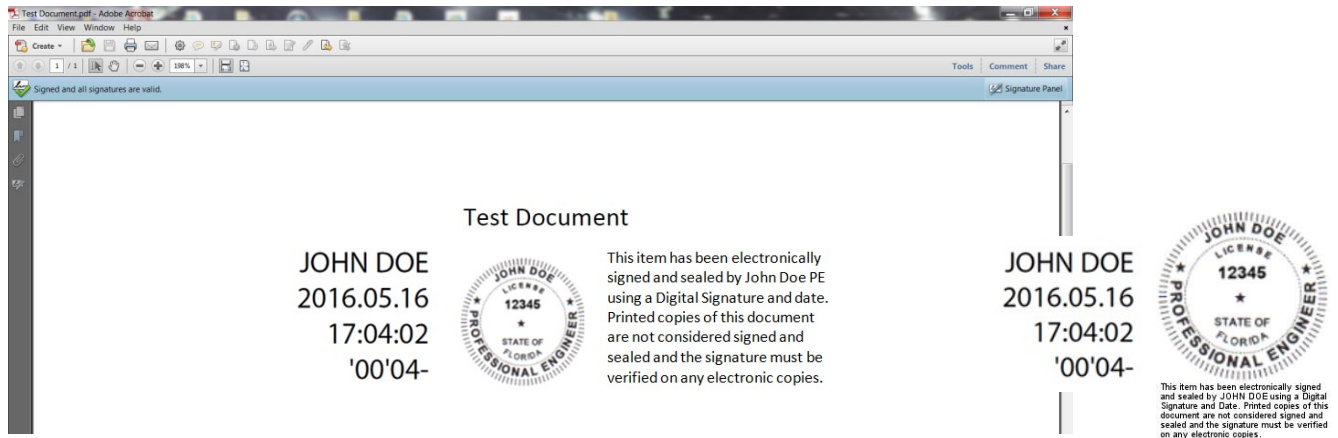 Test Document.pdf - Adobe Acrobat
File Edit View Window Help
Create
1 / 1 198% Tools Comment Share
Signed and all signatures are valid. Signature Panel
Test Document
JOHN DOE
2016.05.16
17:04:02
'00'04-
JOHN DOE
LICENSE
12345
STATE OF
FLORIDA
PROFESSIONAL ENGINEER
This item has been electronically
signed and sealed by John Doe PE
using a Digital Signature and date.
Printed copies of this document
are not considered signed and
sealed and the signature must be
verified on any electronic copies.
JOHN DOE
2016.05.16
17:04:02
'00'04-
JOHN DOE
LICENSE
12345
STATE OF
FLORIDA
PROFESSIONAL ENGINEER
This item has been electronically signed
and sealed by JOHN DOE using a Digital
Signature and Date. Printed copies of this
document are not considered signed and
sealed and the signature must be verified
on any electronic copies.